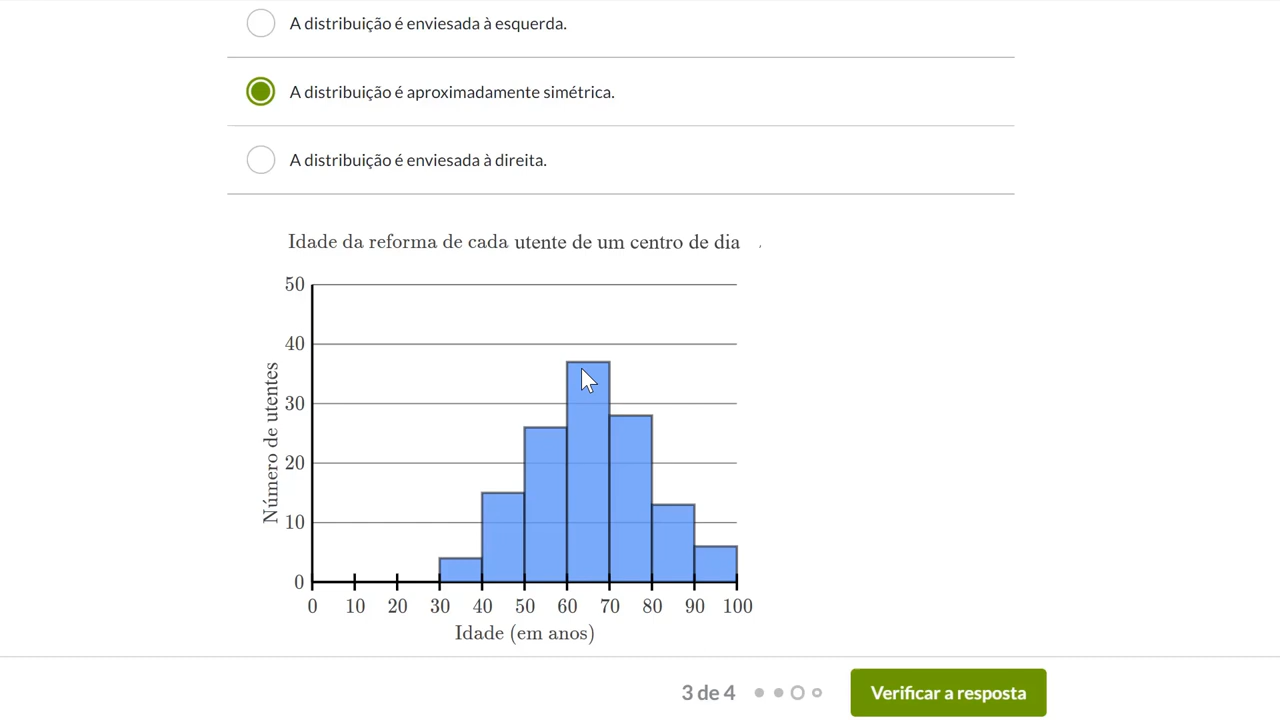 A distribuição é enviesada à esquerda.
A distribuição é aproximadamente simétrica.
A distribuição é enviesada à direita.
Idade da reforma de cada utente de um centro de dia
50
40
30
20
10
0
Número de utentes
0 10 20 30 40 50 60 70 80 90 100
Idade (em anos)
3 de 4
Verificar a resposta